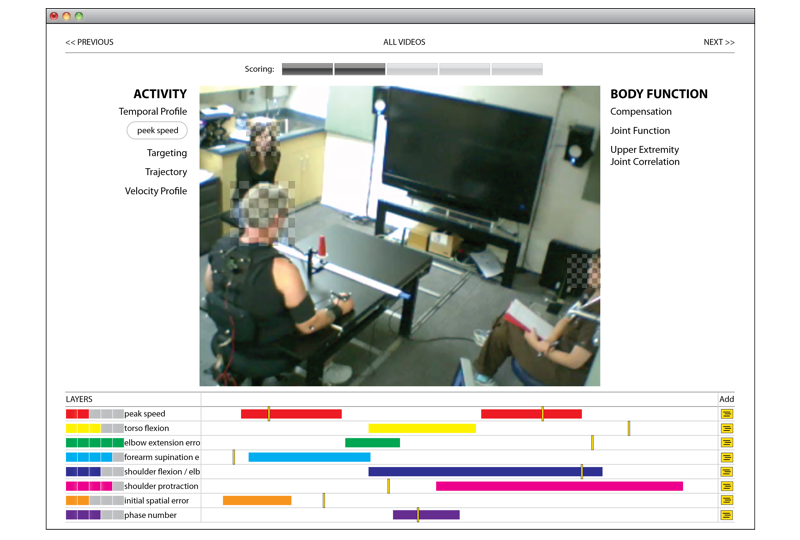 << PREVIOUS
ALL VIDEOS
NEXT >>
Scoring:
ACTIVITY
Temporal Profile
peek speed
Targeting
Trajectory
Velocity Profile
BODY FUNCTION
Compensation
Joint Function
Upper Extremity
Joint Correlation
LAYERS
Add
peak speed
torso flexion
elbow extension erro
forearm supination e
shoulder flexion / elb
shoulder protraction
initial spatial error
phase number